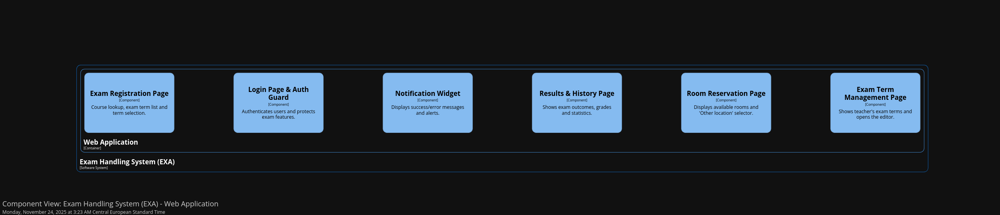 Exam Registration Page
[Component]
Course lookup, exam term list and
term selection.
Login Page & Auth
Guard
[Component]
Authenticates users and protects
exam features.
Notification Widget
[Component]
Displays success/error messages
and alerts.
Results & History Page
[Component]
Shows exam outcomes, grades
and statistics.
Room Reservation Page
[Component]
Displays available rooms and
'Other location' selector.
Exam Term
Management Page
[Component]
Shows teacher's exam terms and
opens the editor.
Web Application
[Container]
Exam Handling System (EXA)
[Software System]
Component View: Exam Handling System (EXA) - Web Application
Monday, November 24, 2025 at 3:23 AM Central European Standard Time